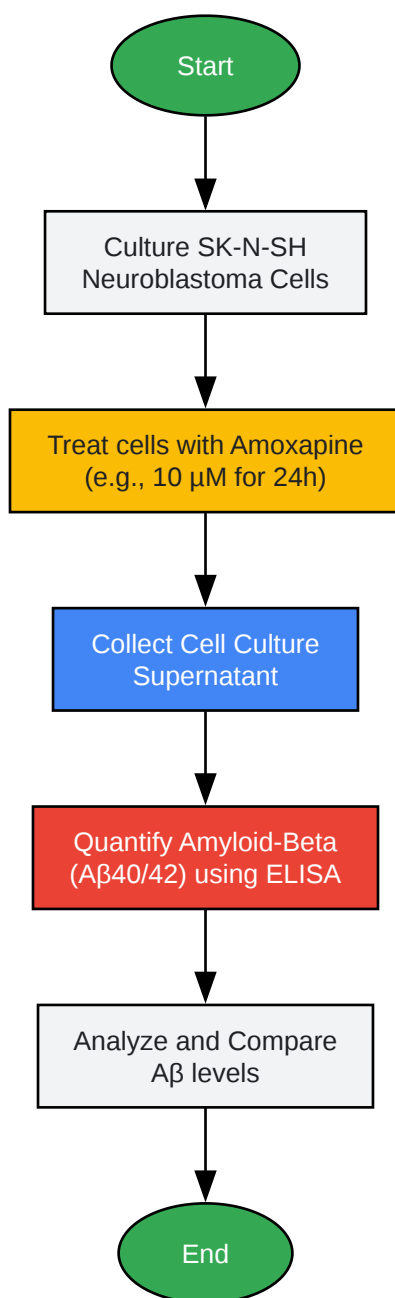 Start
Culture SK-N-SH
Neuroblastoma Cells
Treat cells with Amoxapine
(e.g., 10 µM for 24h)
Collect Cell Culture
Supernatant
Quantify Amyloid-Beta
(Aβ40/42) using ELISA
Analyze and Compare
Aβ levels
End